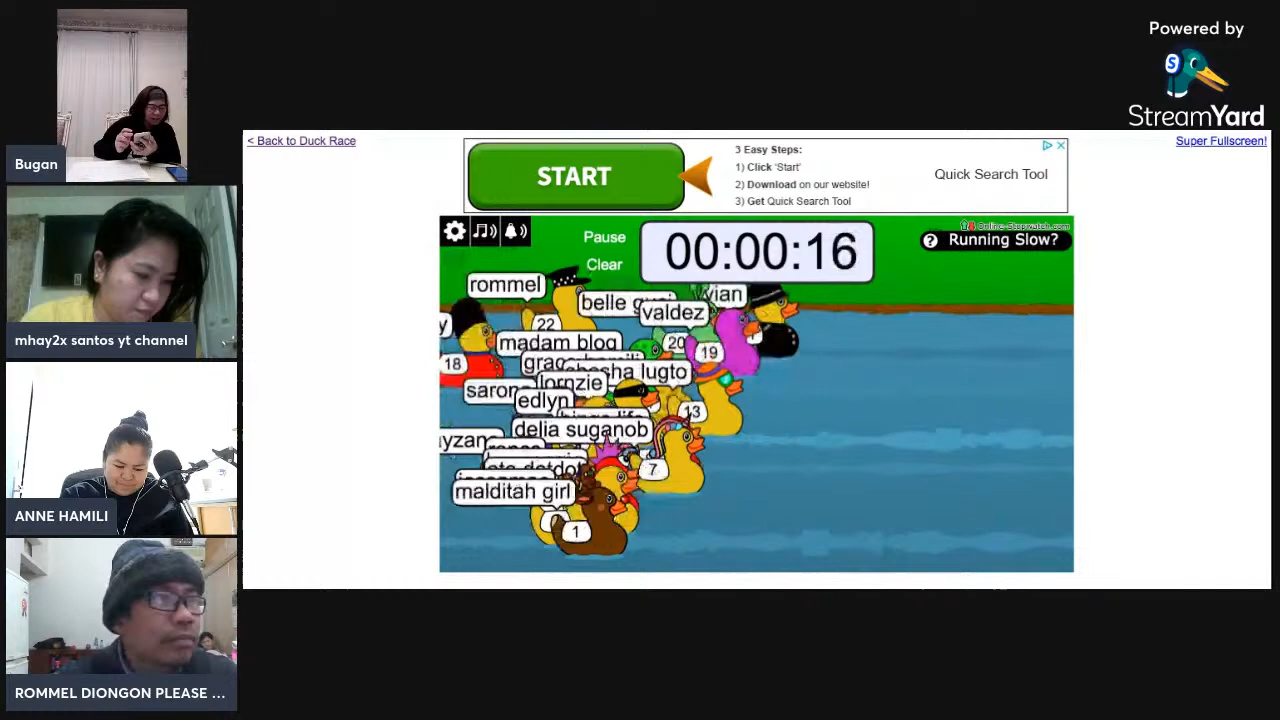 Powered by
StreamYard
Bugan
mhay2x santos yt channel
ANNE HAMILI
ROMMEL DIONGON PLEASE ...
< Back to Duck Race
Super Fullscreen!
START
3 Easy Steps:
1) Click 'Start'
2) Download on our website!
3) Get Quick Search Tool
Quick Search Tool
Pause
Clear
00:00:16
Online-Stopwatch.com
Running Slow?
rommel
belle
valdez
22
madam blog
20
19
18
lugto
lornzie
edlyn
13
delia suganob
7
malditah girl
1